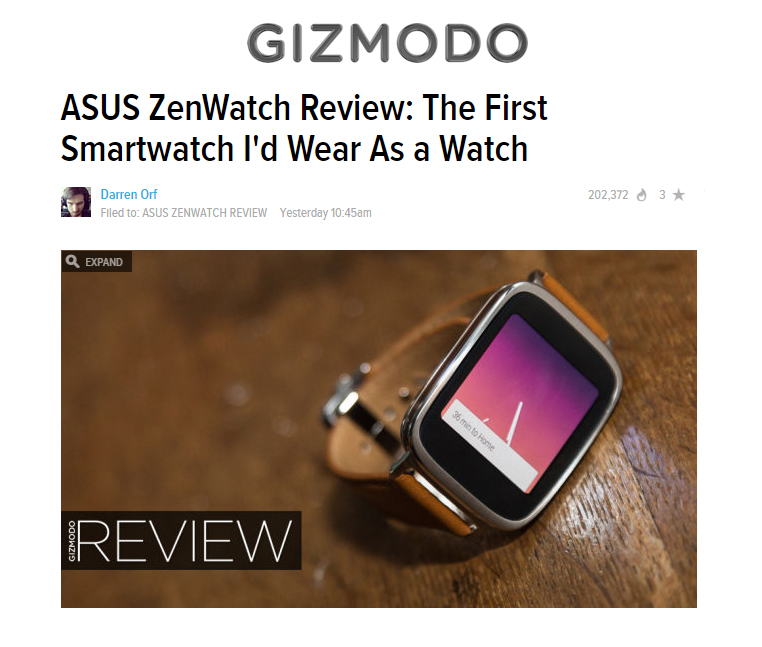 GIZMODO
ASUS ZenWatch Review: The First
Smartwatch I'd Wear As a Watch
Darren Orf
202,372 3
Filed to: ASUS ZENWATCH REVIEW Yesterday 10:45am
EXPAND
36 min to Home
GIZMODO REVIEW